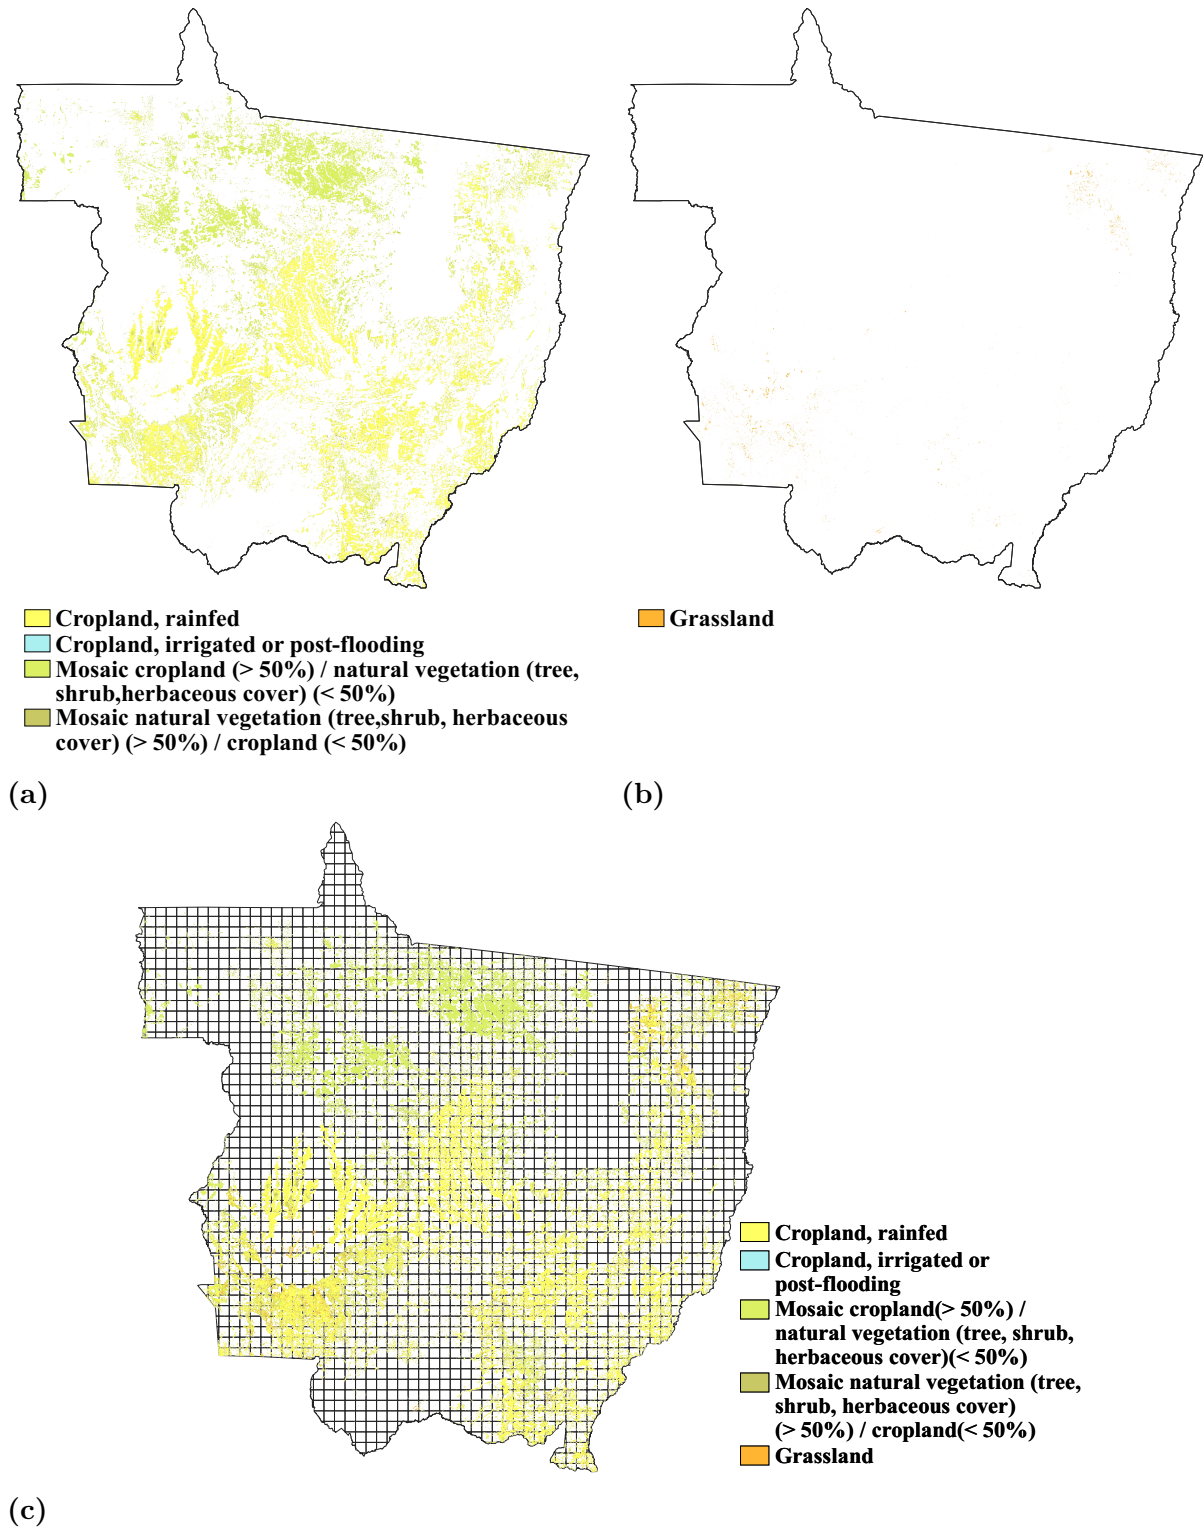 Cropland, rainfed
Cropland, irrigated or post-flooding
Mosaic cropland (> 50%) / natural vegetation (tree,
shrub,herbaceous cover) (< 50%)
Mosaic natural vegetation (tree,shrub, herbaceous
cover) (> 50%) / cropland (< 50%)
(a)
Grassland
(b)
Cropland, rainfed
Cropland, irrigated or
post-flooding
Mosaic cropland(> 50%) /
natural vegetation (tree, shrub,
herbaceous cover)(< 50%)
Mosaic natural vegetation (tree,
shrub, herbaceous cover)
(> 50%) / cropland(< 50%)
Grassland
(c)